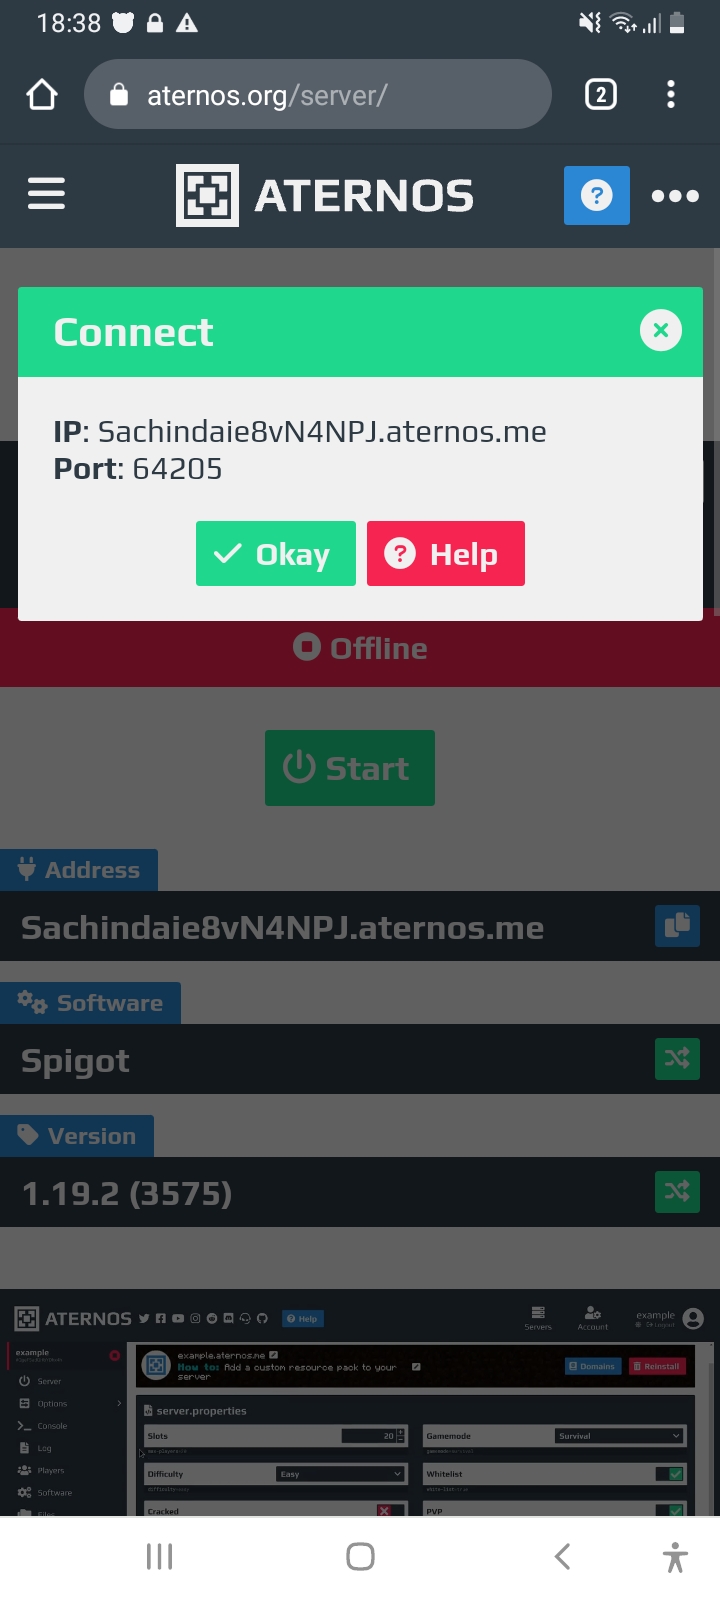 18:38
aternos.org/server/
2
ATERNOS
Connect
IP: Sachindaie8vN4NPJ.aternos.me
Port: 64205
Okay
Help
Offline
Start
Address
Sachindaie8vN4NPJ.aternos.me
Software
Spigot
Version
1.19.2 (3575)
ATERNOS
Help
Servers
Account
example
Logout
example
Server
Options
Console
Log
Players
Software
Files
example.aternos.me
How to: Add a custom resource pack to your
server
Domains
Reinstall
server.properties
Slots
20
Gamemode
Survival
Difficulty
Easy
Whitelist
Cracked
PVP